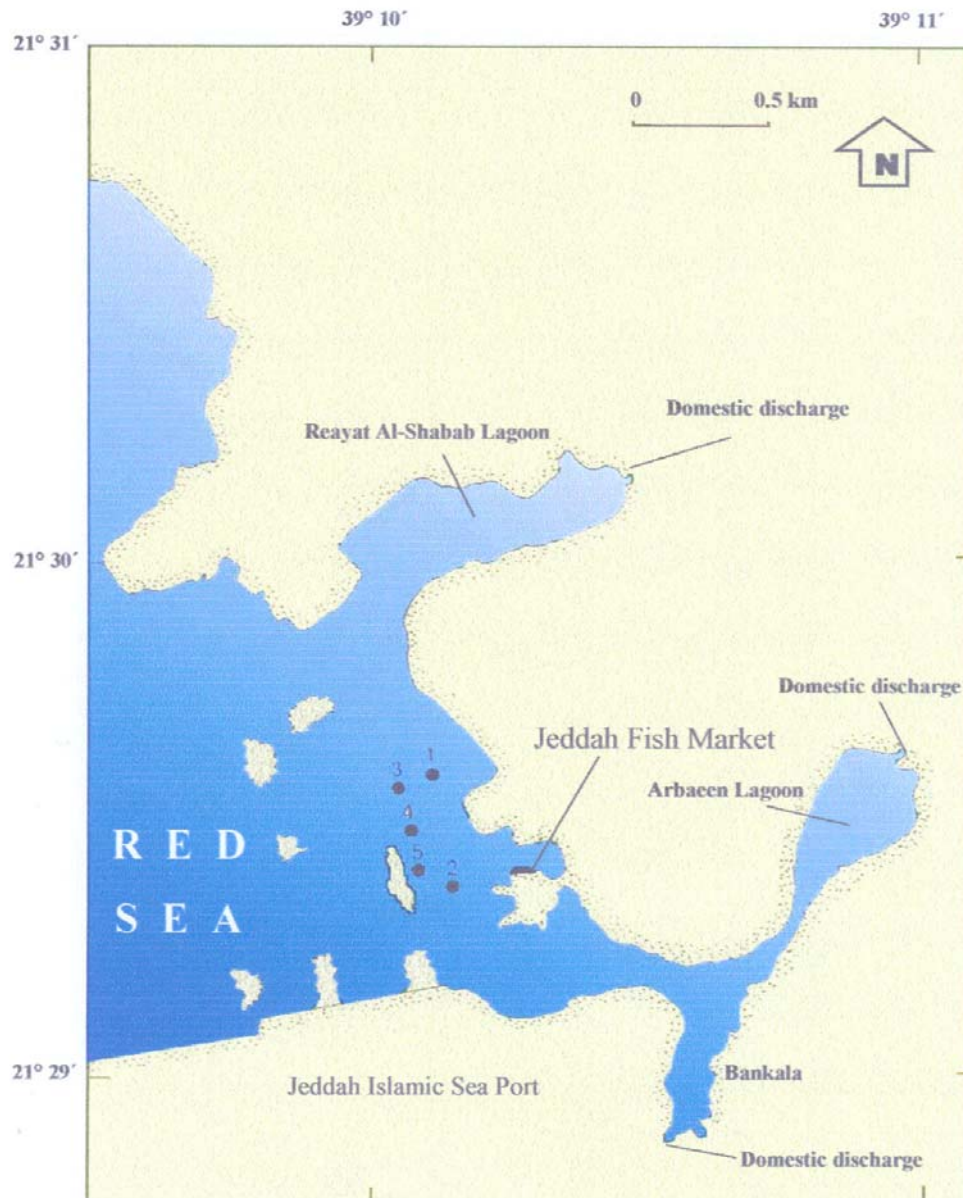 39° 10´
39° 11´
21° 31´
0
0.5 km
N
Domestic discharge
Reayat Al-Shabab Lagoon
21° 30´
Domestic discharge
Jeddah Fish Market
1
3
Arbaeen Lagoon
4
RED
5
2
SEA
21° 29´
Bankala
Jeddah Islamic Sea Port
Domestic discharge